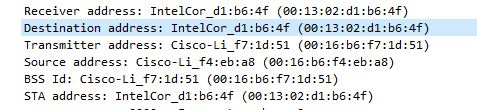 Receiver address: IntelCor_d1:b6:4f (00:13:02:d1:b6:4f)
Destination address: IntelCor_d1:b6:4f (00:13:02:d1:b6:4f)
Transmitter address: Cisco-Li_f7:1d:51 (00:16:b6:f7:1d:51)
Source address: Cisco-Li_f4:eb:a8 (00:16:b6:f4:eb:a8)
BSS Id: Cisco-Li_f7:1d:51 (00:16:b6:f7:1d:51)
STA address: IntelCor_d1:b6:4f (00:13:02:d1:b6:4f)